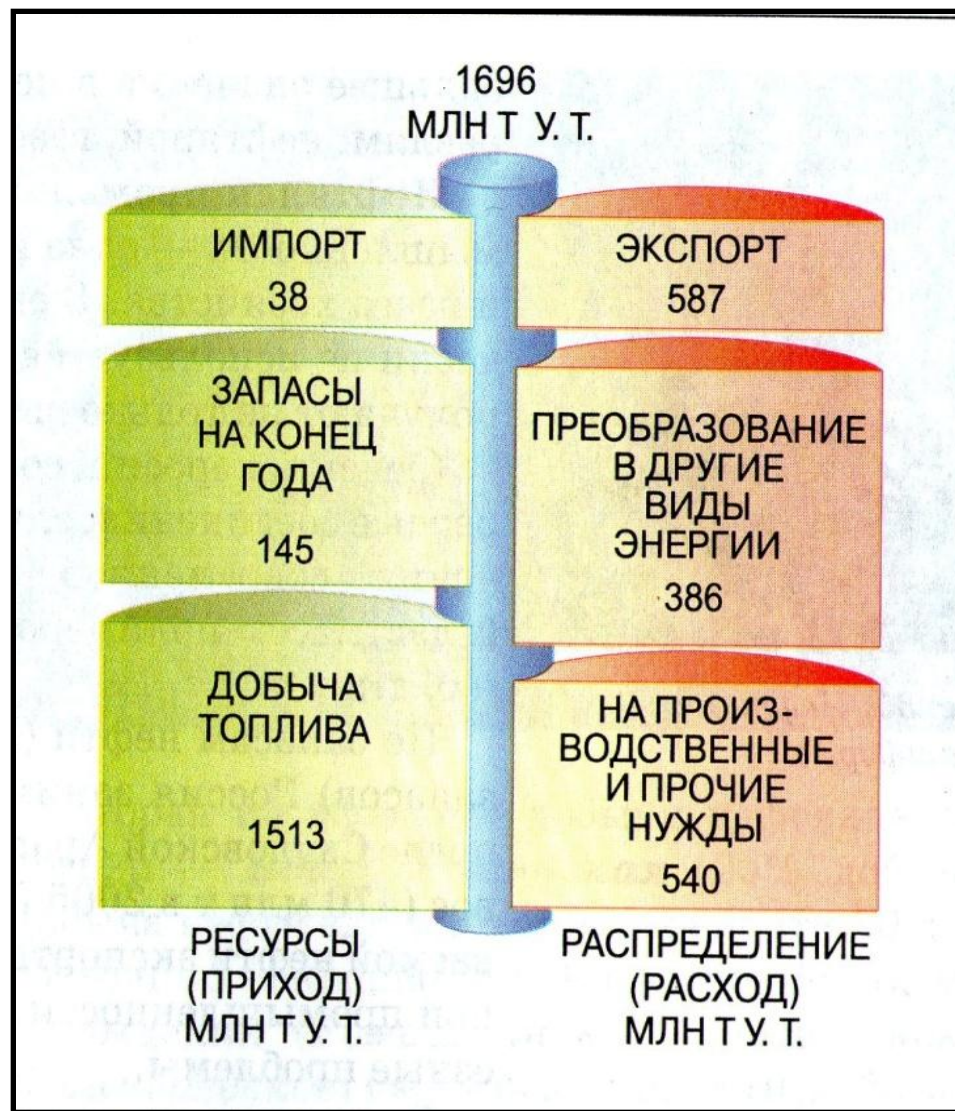 1696
МЛН Т У. Т.
ИМПОРТ
38
ЗАПАСЫ
НА КОНЕЦ
ГОДА
145
ДОБЫЧА
ТОПЛИВА
1513
РЕСУРСЫ
(ПРИХОД)
МЛН Т У. Т.
ЭКСПОРТ
587
ПРЕОБРАЗОВАНИЕ
В ДРУГИЕ
ВИДЫ
ЭНЕРГИИ
386
НА ПРОИЗ-
ВОДСТВЕННЫЕ
И ПРОЧИЕ
НУЖДЫ
540
РАСПРЕДЕЛЕНИЕ
(РАСХОД)
МЛН Т У. Т.